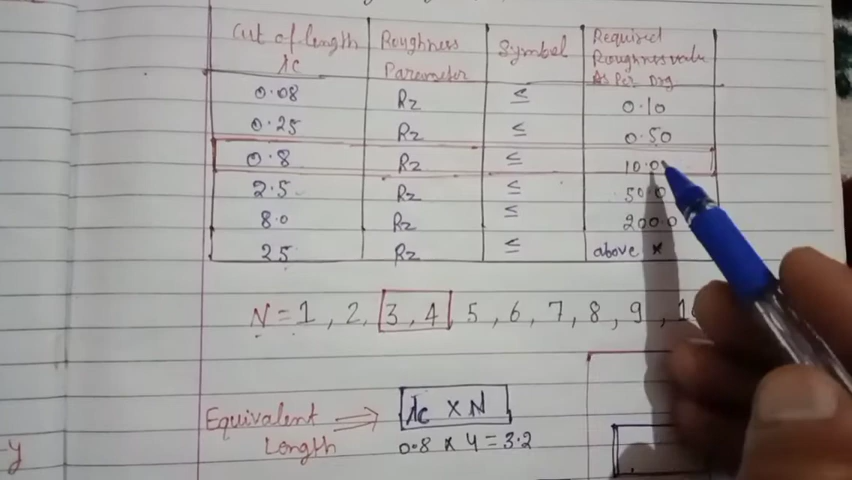 Cut of length λc | Roughness Parameter | Symbol | Required Roughness value As Per Drg
0.08 | Rz | ≤ | 0.10
0.25 | Rz | ≤ | 0.50
0.8 | Rz | ≤ | 10.0
2.5 | Rz | ≤ | 50.0
8.0 | Rz | ≤ | 200.0
25 | Rz | ≤ | above *
N = 1, 2, 3, 4, 5, 6, 7, 8, 9,
Equivalent Length ⇒ λc × N
0.8 × 4 = 3.2
y